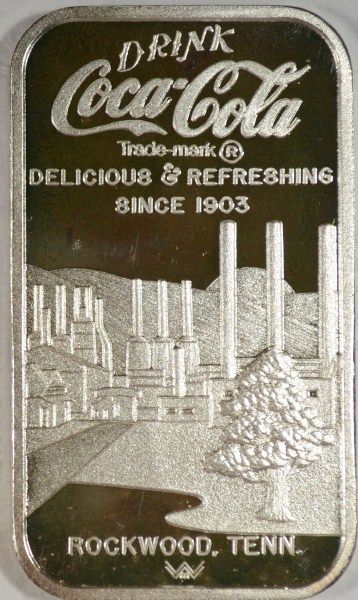 DRINK
Coca-Cola
Trade-mark ®
DELICIOUS & REFRESHING
SINCE 1903
ROCKWOOD, TENN.